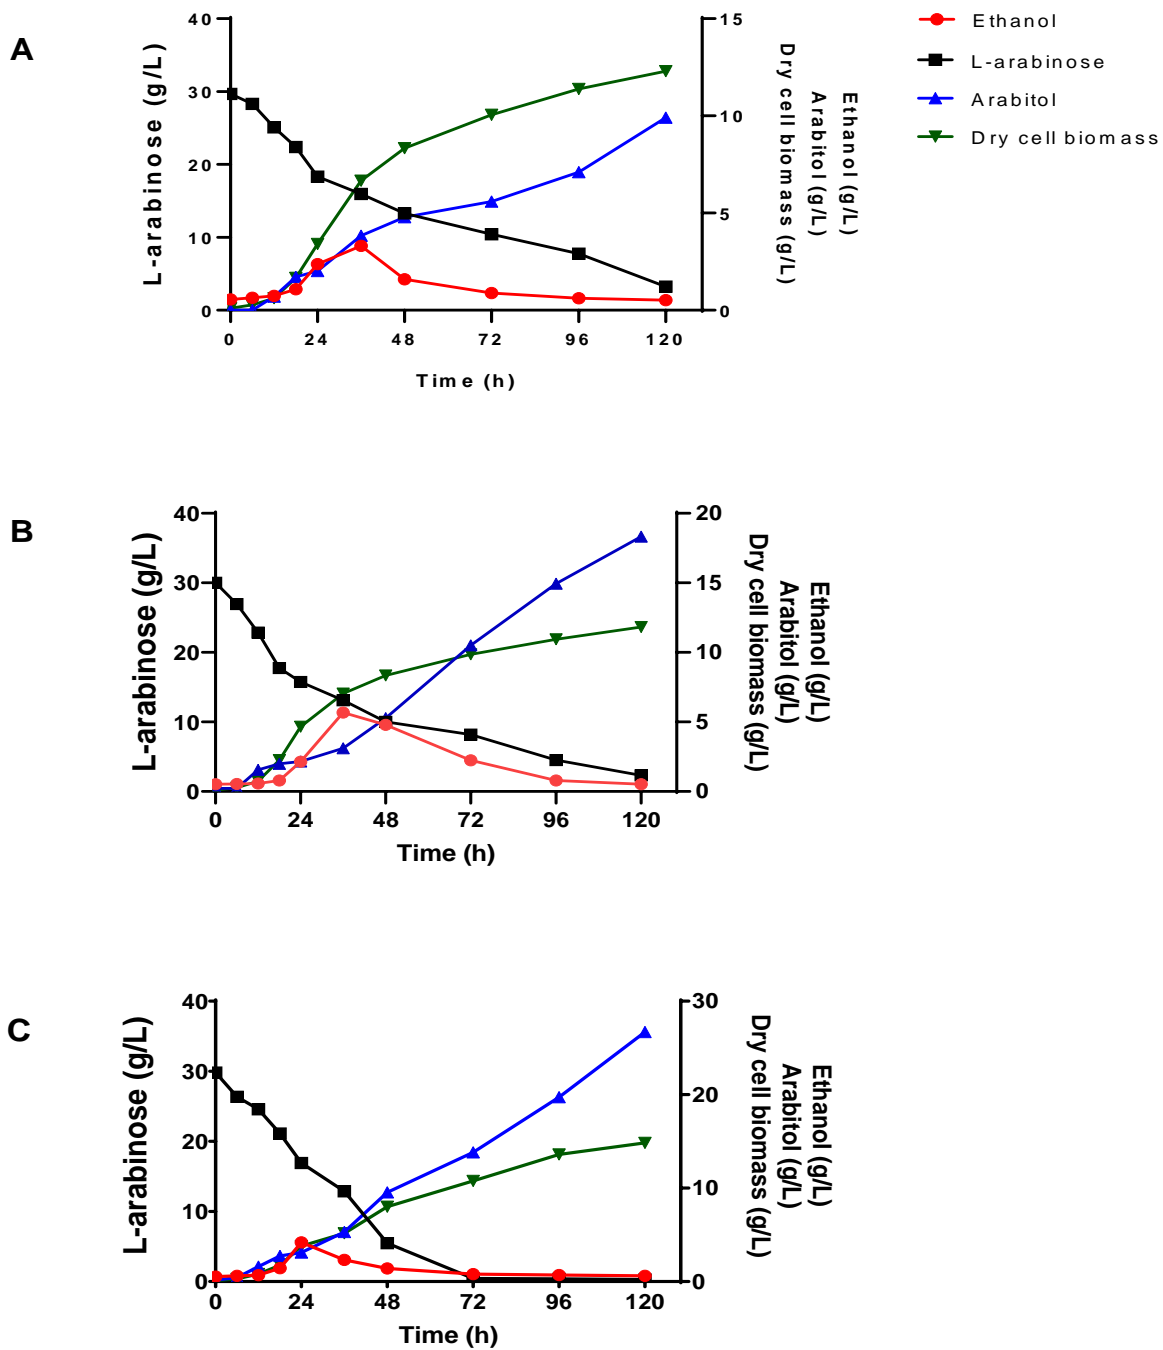 A
L-arabinose (g/L)
40
30
20
10
0
0 24 48 72 96 120
Time (h)
15
10
5
0
Dry cell biomass (g/L)
Arabitol (g/L)
Ethanol (g/L)
Ethanol
L-arabinose
Arabitol
Dry cell biomass
B
L-arabinose (g/L)
40
30
20
10
0
0 24 48 72 96 120
Time (h)
20
15
10
5
0
Dry cell biomass (g/L)
Arabitol (g/L)
Ethanol (g/L)
C
L-arabinose (g/L)
40
30
20
10
0
0 24 48 72 96 120
Time (h)
30
20
10
0
Dry cell biomass (g/L)
Arabitol (g/L)
Ethanol (g/L)